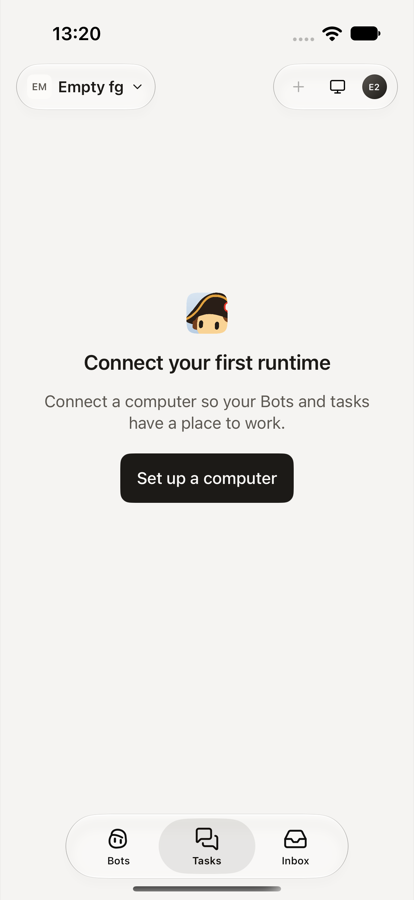 13:20
EM Empty fg
E2
Connect your first runtime
Connect a computer so your Bots and tasks
have a place to work.
Set up a computer
Bots
Tasks
Inbox